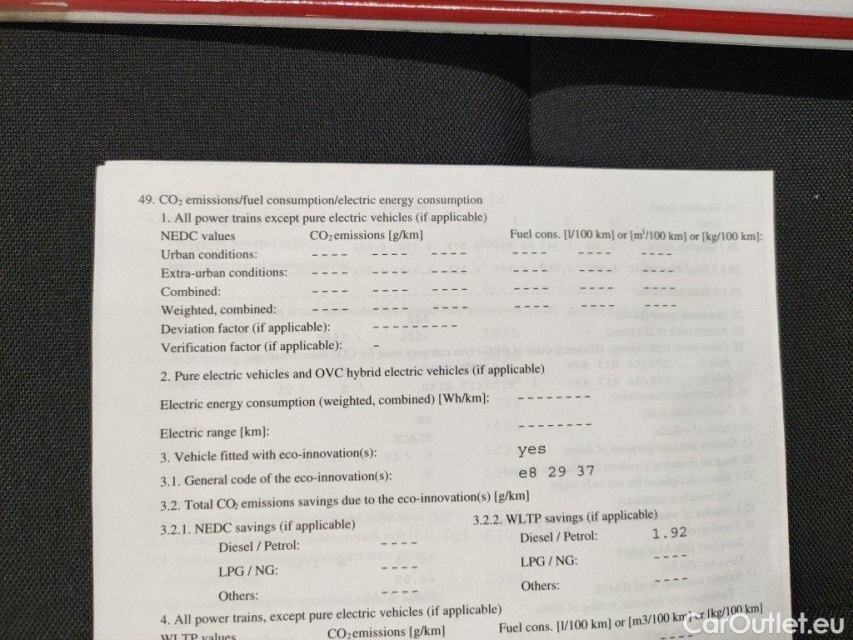 49. CO₂ emissions/fuel consumption/electric energy consumption
1. All power trains except pure electric vehicles (if applicable)
NEDC values CO₂ emissions [g/km] Fuel cons. [l/100 km] or [m³/100 km] or [kg/100 km]:
Urban conditions: ---- ---- ---- ---- ---- ----
Extra-urban conditions: ---- ---- ---- ---- ---- ----
Combined: ---- ---- ---- ---- ---- ----
Weighted, combined: ---- ---- ---- ---- ---- ----
Deviation factor (if applicable): ---------
Verification factor (if applicable): -
2. Pure electric vehicles and OVC hybrid electric vehicles (if applicable)
Electric energy consumption (weighted, combined) [Wh/km]: --------
Electric range [km]: --------
3. Vehicle fitted with eco-innovation(s): yes
3.1. General code of the eco-innovation(s): e8 29 37
3.2. Total CO₂ emissions savings due to the eco-innovation(s) [g/km]
3.2.1. NEDC savings (if applicable) 3.2.2. WLTP savings (if applicable)
Diesel / Petrol: ---- Diesel / Petrol: 1.92
LPG / NG: ---- LPG / NG: ----
Others: ---- Others: ----
4. All power trains, except pure electric vehicles (if applicable)
WLTP values CO₂ emissions [g/km] Fuel cons. [l/100 km] or [m3/100 km] or [kg/100 km]
CarOutlet.eu